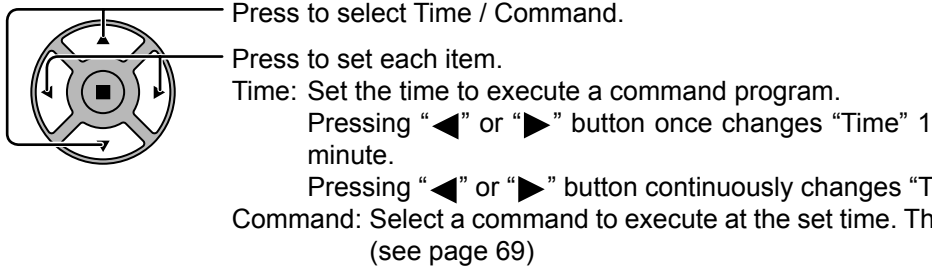 Press to select Time / Command.
Press to set each item.
Time: Set the time to execute a command program.
Pressing “◀” or “▶” button once changes “Time” 1
minute.
Pressing “◀” or “▶” button continuously changes “T
Command: Select a command to execute at the set time. Th
(see page 69)